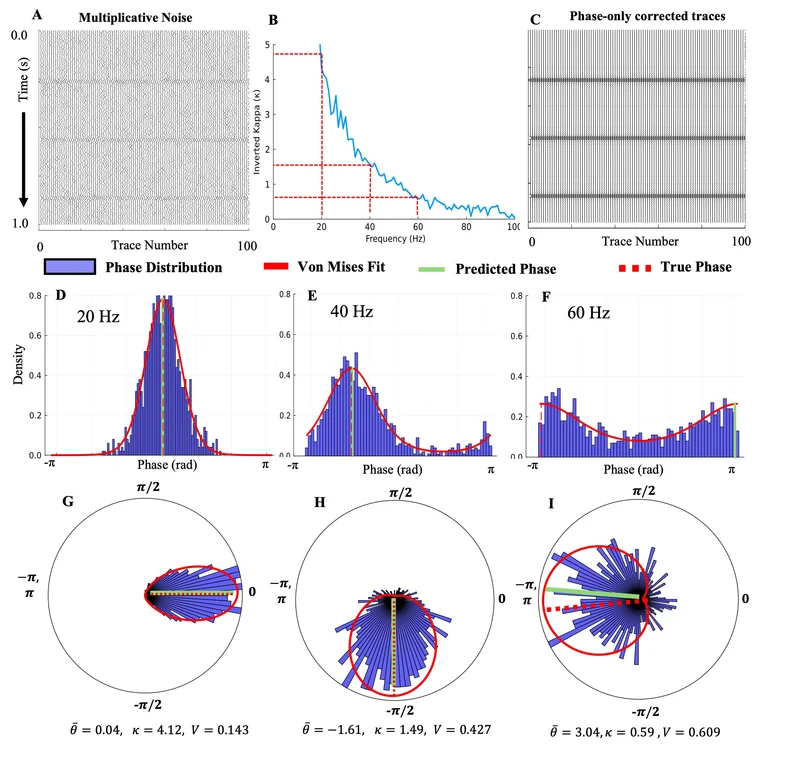 A
Multiplicative Noise
0.0
Time (s)
1.0
0
Trace Number
100
B
5
4
3
2
1
0
Inverted Kappa (κ)
0
20
40
60
80
100
Frequency (Hz)
C
Phase-only corrected traces
0
Trace Number
100
Phase Distribution
Von Mises Fit
Predicted Phase
True Phase
D
20 Hz
0.8
0.6
0.4
0.2
0.0
Density
-π
Phase (rad)
π
E
40 Hz
0.8
0.6
0.4
0.2
0.0
-π
Phase (rad)
π
F
60 Hz
0.8
0.6
0.4
0.2
0.0
-π
Phase (rad)
π
G
π/2
−π,
π
0
-π/2
θ̄ = 0.04, κ = 4.12, V = 0.143
H
π/2
−π,
π
0
-π/2
θ̄ = −1.61, κ = 1.49, V = 0.427
I
π/2
−π,
π
0
-π/2
θ̄ = 3.04, κ = 0.59 , V = 0.609